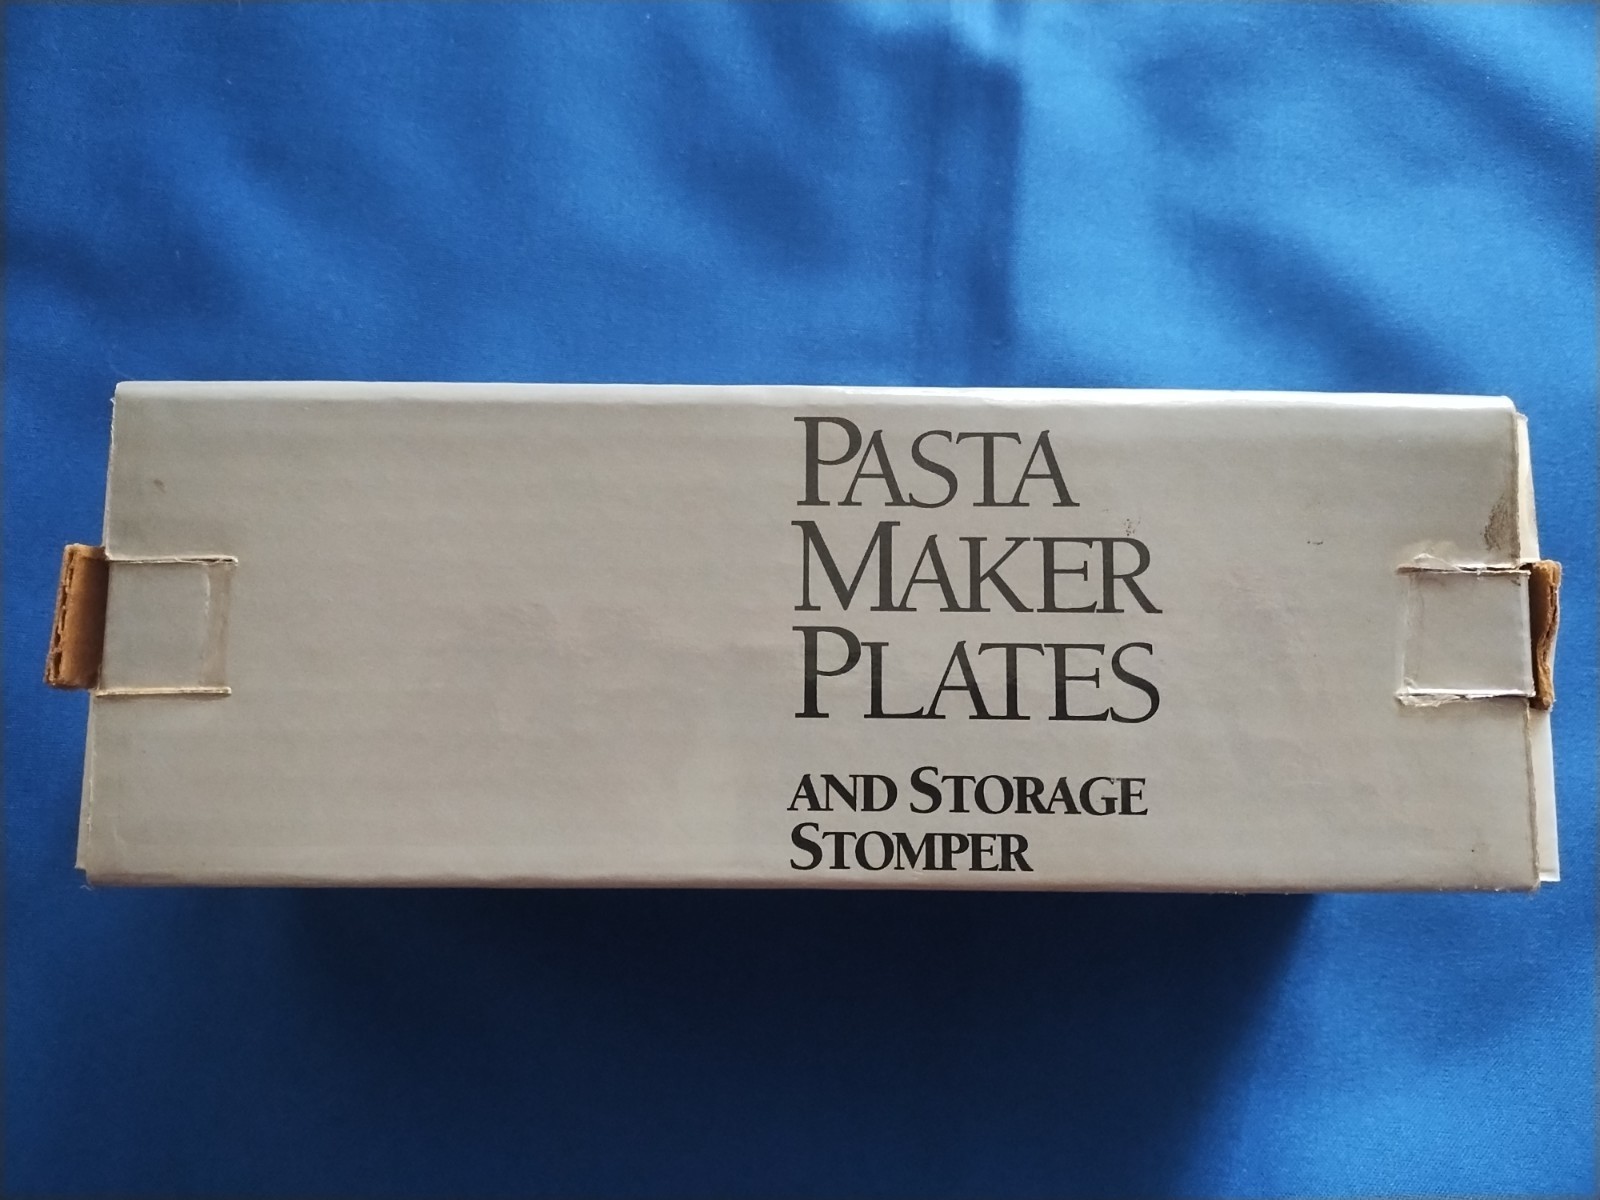 PASTA
MAKER
PLATES
AND STORAGE
STOMPER